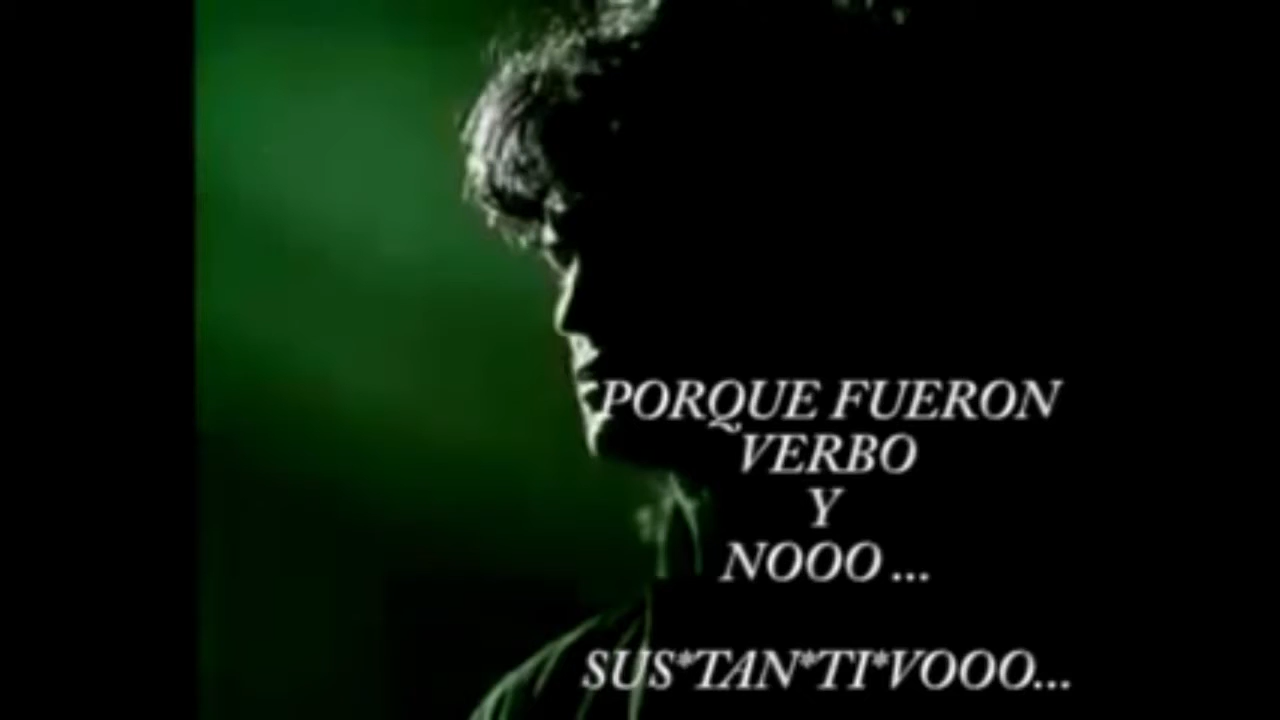 PORQUE FUERON
VERBO
Y
NOOO ...
SUS*TAN*TI*VOOO...